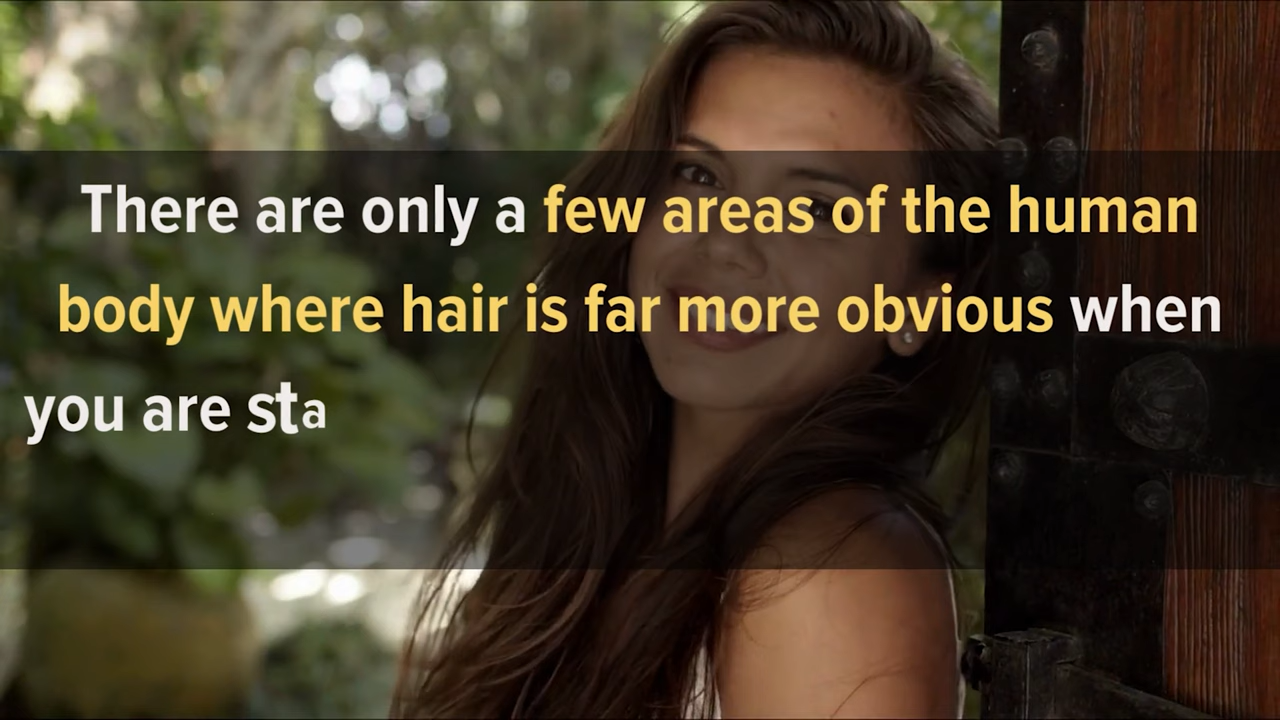 There are only a few areas of the human
body where hair is far more obvious when
you are sta